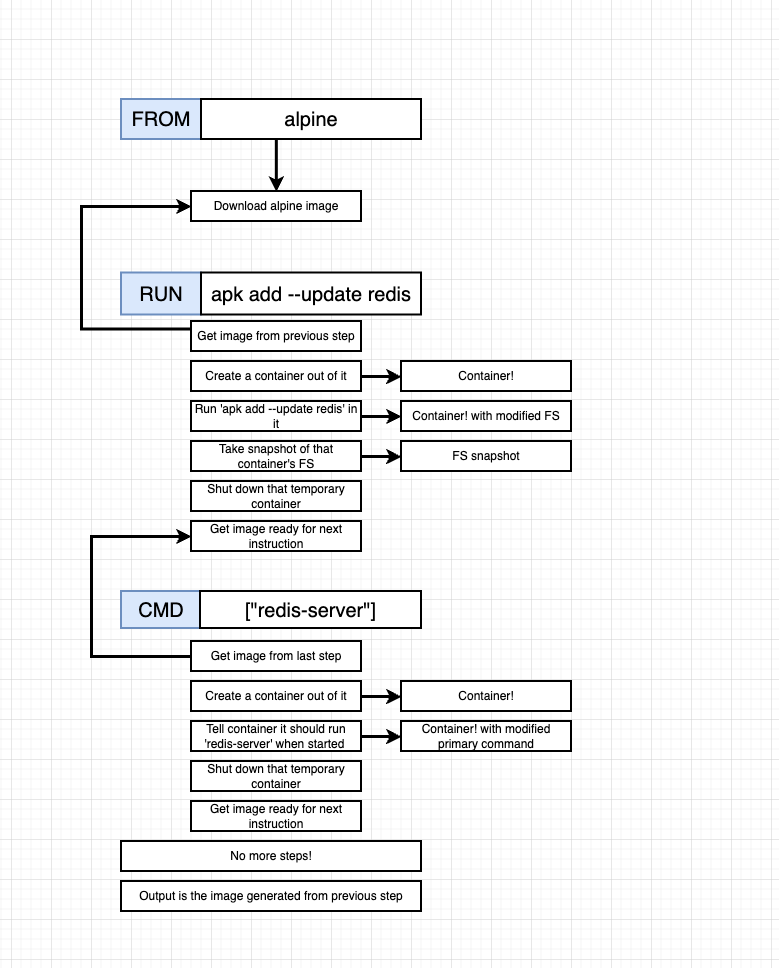 FROM
alpine
Download alpine image
RUN
apk add --update redis
Get image from previous step
Create a container out of it
Container!
Run 'apk add --update redis' in
it
Container! with modified FS
Take snapshot of that
container's FS
FS snapshot
Shut down that temporary
container
Get image ready for next
instruction
CMD
["redis-server"]
Get image from last step
Create a container out of it
Container!
Tell container it should run
'redis-server' when started
Container! with modified
primary command
Shut down that temporary
container
Get image ready for next
instruction
No more steps!
Output is the image generated from previous step